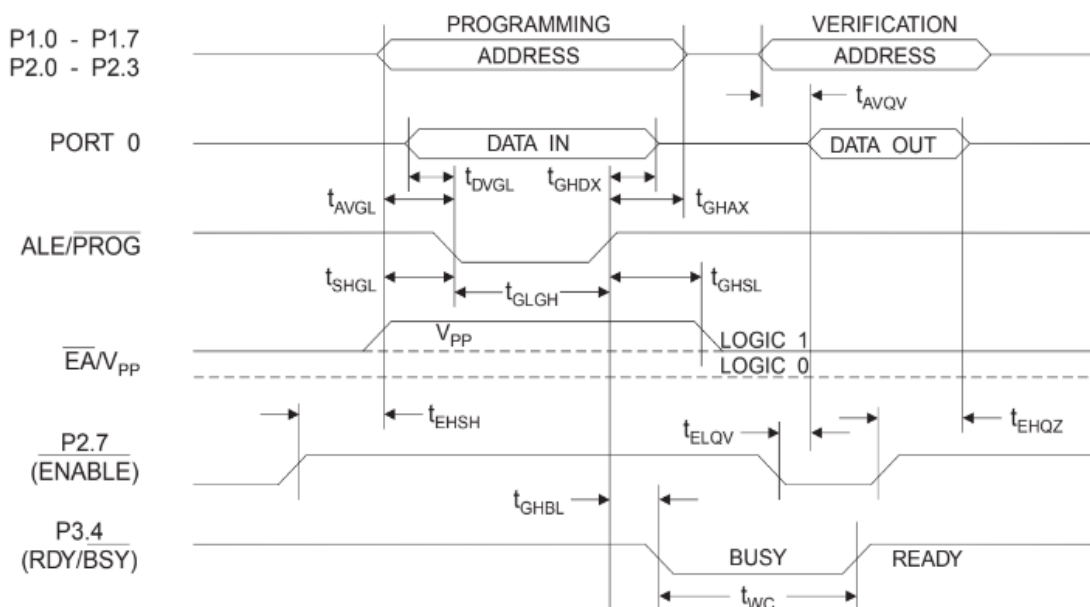 PROGRAMMING VERIFICATION
P1.0 - P1.7
P2.0 - P2.3
ADDRESS ADDRESS
tAVQV
PORT 0 DATA IN DATA OUT
tDVGL tGHDX
tAVGL tGHAX
ALE/PROG
tSHGL tGLGH tGHSL
VPP LOGIC 1
EA/VPP LOGIC 0
tEHSH tELQV tEHQZ
P2.7
(ENABLE)
tGHBL
P3.4
(RDY/BSY) BUSY READY
tWC